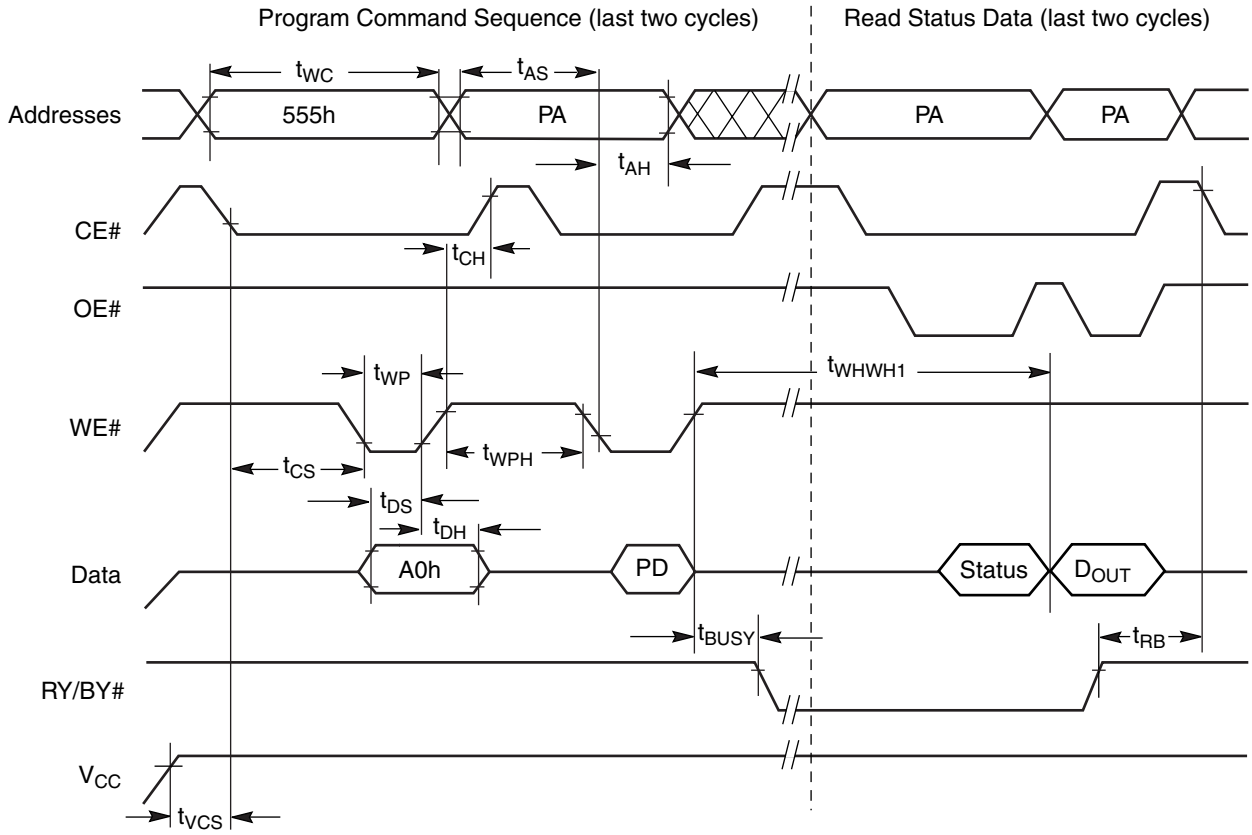 Program Command Sequence (last two cycles)
Read Status Data (last two cycles)
tWC
tAS
Addresses
555h
PA
PA
PA
tAH
CE#
tCH
OE#
tWP
tWHWH1
WE#
tCS
tWPH
tDS
tDH
Data
A0h
PD
Status
DOUT
tBUSY
tRB
RY/BY#
VCC
tVCS